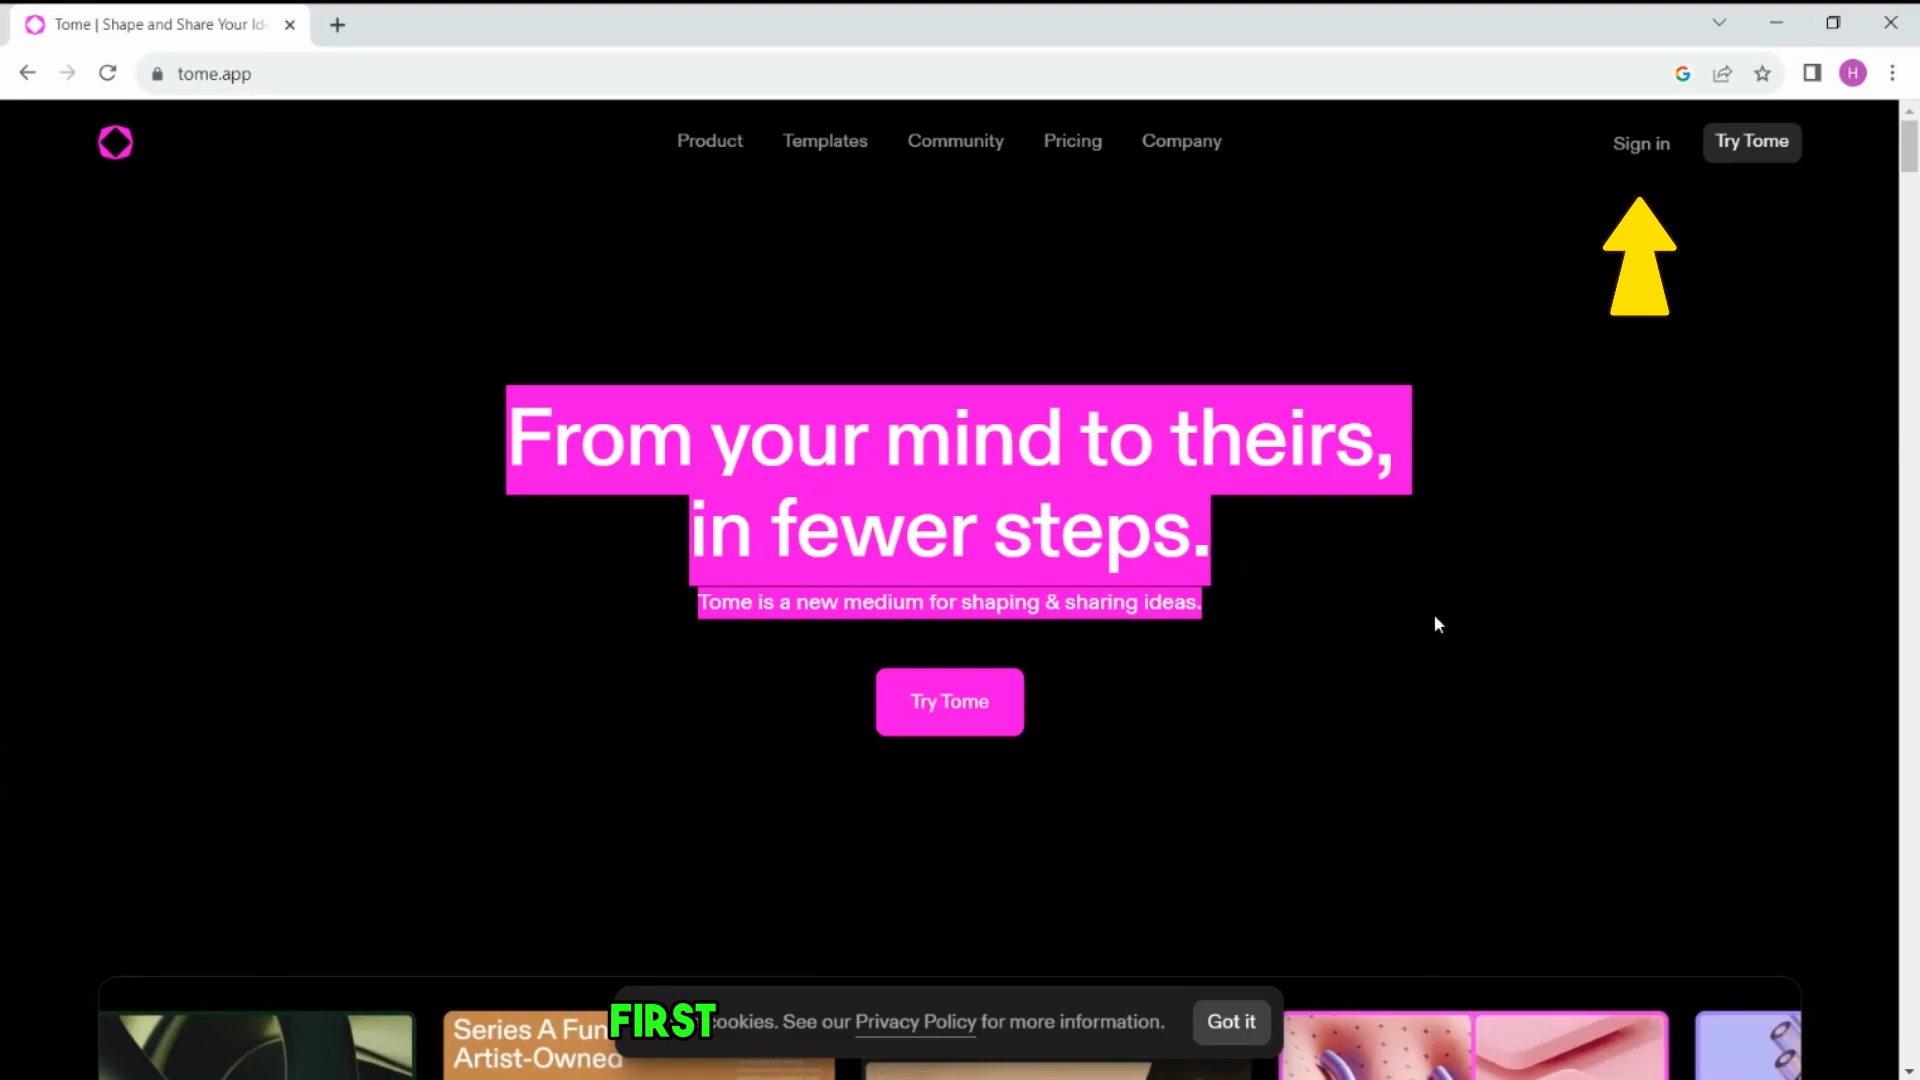 Tome | Shape and Share Your Ide
tome.app
H
Product Templates Community Pricing Company
Sign in Try Tome
From your mind to theirs,
in fewer steps.
Tome is a new medium for shaping & sharing ideas.
Try Tome
Series A Fun
Artist-Owned
FIRST
cookies. See our Privacy Policy for more information. Got it